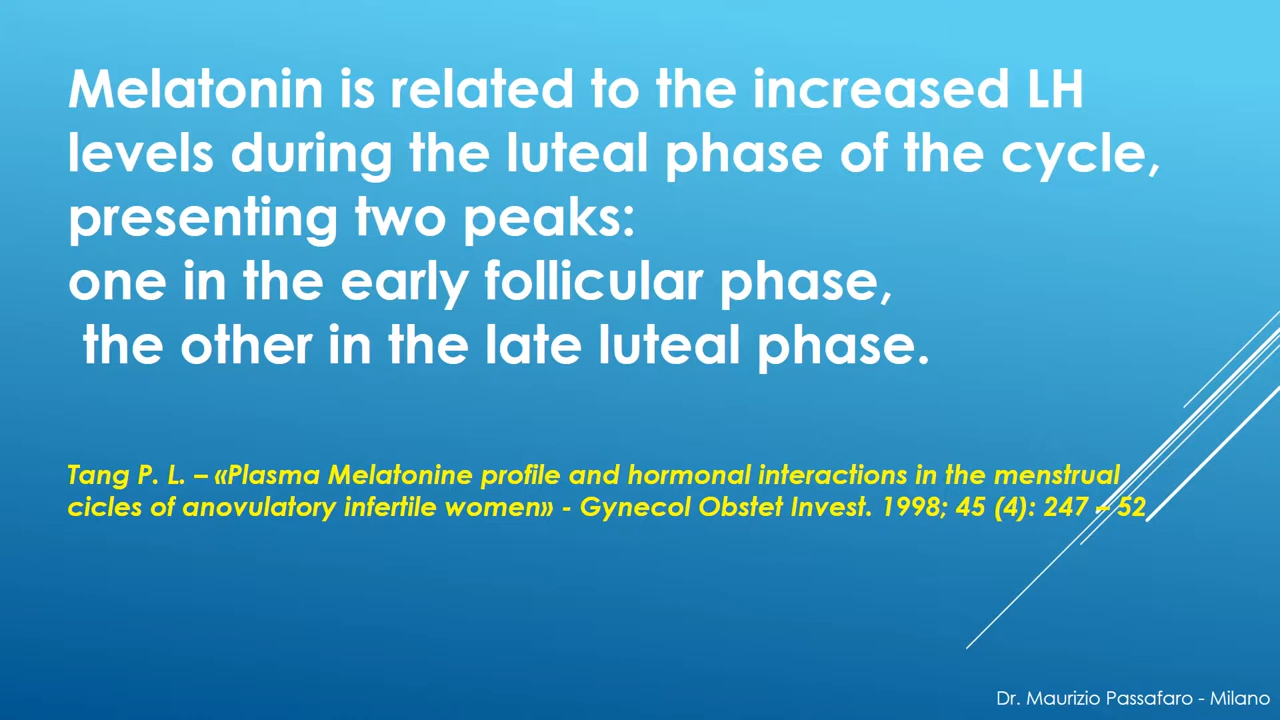 Melatonin is related to the increased LH
levels during the luteal phase of the cycle,
presenting two peaks:
one in the early follicular phase,
the other in the late luteal phase.
Tang P. L. – «Plasma Melatonine profile and hormonal interactions in the menstrual
cicles of anovulatory infertile women» - Gynecol Obstet Invest. 1998; 45 (4): 247 – 52
Dr. Maurizio Passafaro - Milano